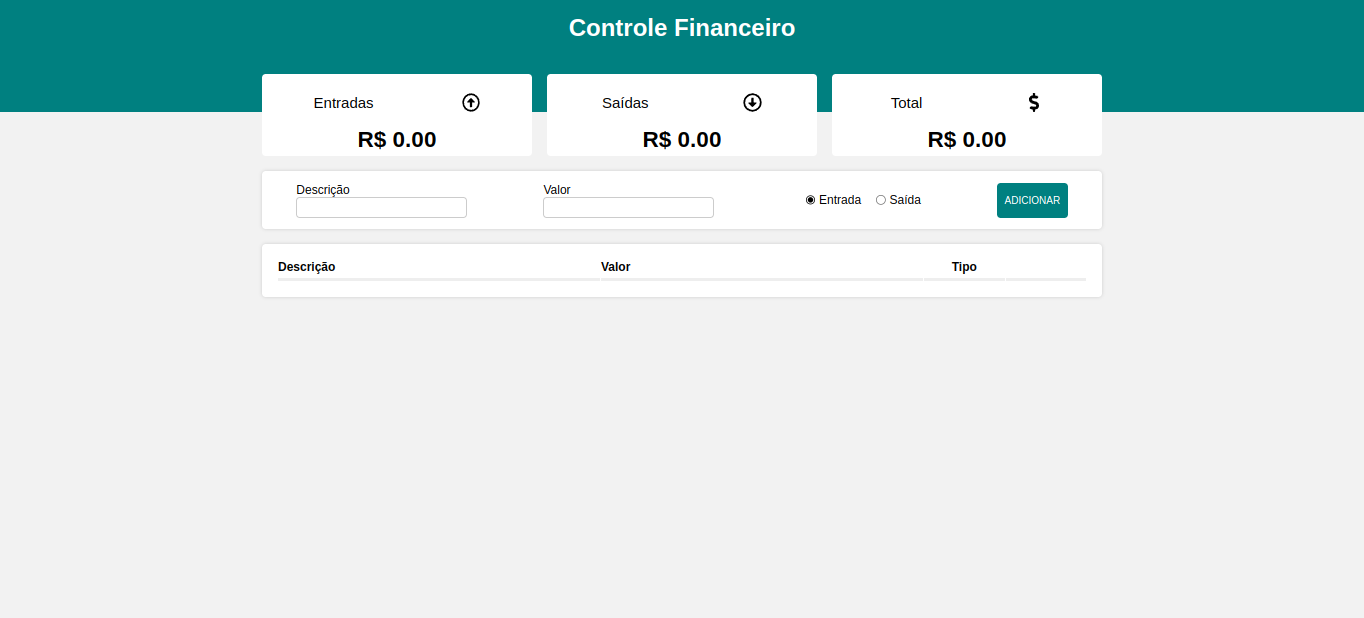 Controle Financeiro
Entradas
R$ 0.00
Saídas
R$ 0.00
Total
R$ 0.00
Descrição
Valor
Entrada Saída
ADICIONAR
Descrição Valor Tipo